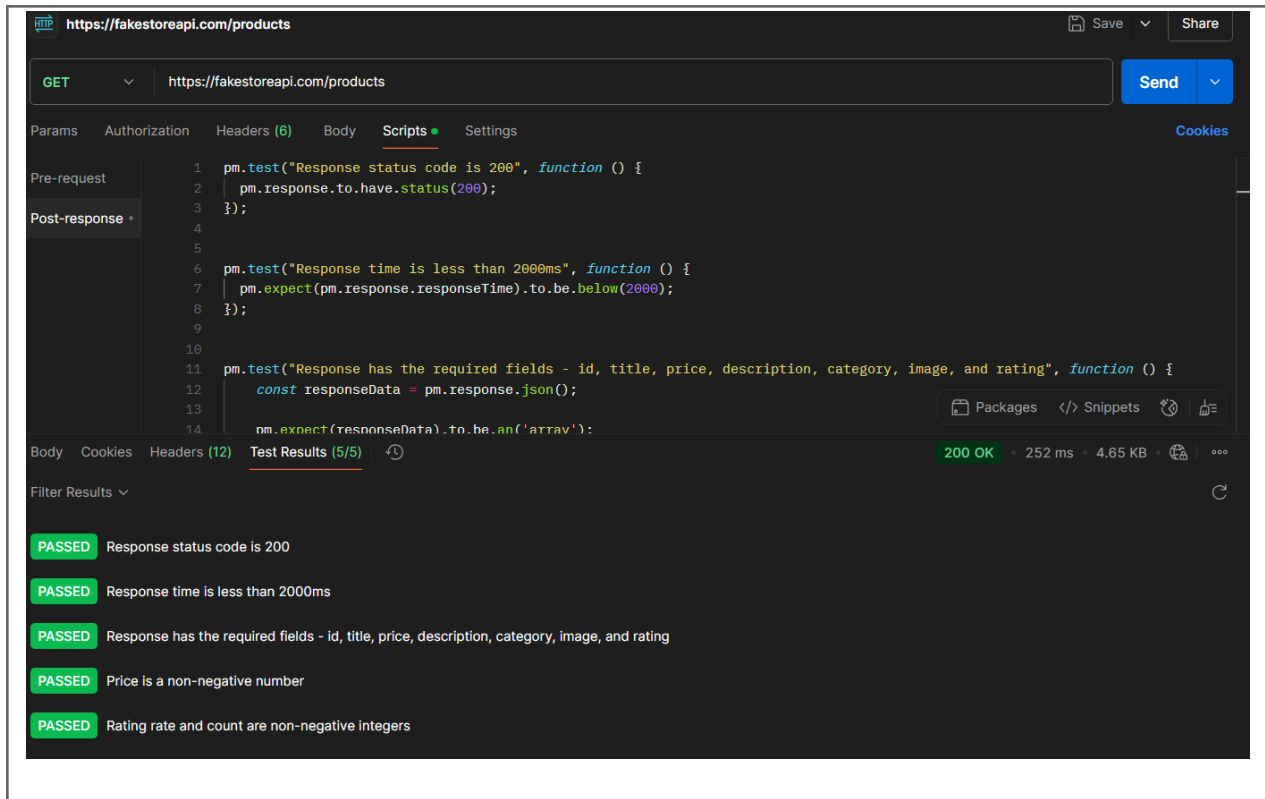 HTTP https://fakestoreapi.com/products Save Share
GET https://fakestoreapi.com/products Send
Params Authorization Headers (6) Body Scripts Settings Cookies
Pre-request
Post-response
1 pm.test("Response status code is 200", function () {
2 pm.response.to.have.status(200);
3 });
4
5
6 pm.test("Response time is less than 2000ms", function () {
7 pm.expect(pm.response.responseTime).to.be.below(2000);
8 });
9
10
11 pm.test("Response has the required fields - id, title, price, description, category, image, and rating", function () {
12 const responseData = pm.response.json();
13
14 pm.expect(responseData).to.be.an('array');
Packages </> Snippets
Body Cookies Headers (12) Test Results (5/5) 200 OK 252 ms 4.65 KB
Filter Results
PASSED Response status code is 200
PASSED Response time is less than 2000ms
PASSED Response has the required fields - id, title, price, description, category, image, and rating
PASSED Price is a non-negative number
PASSED Rating rate and count are non-negative integers